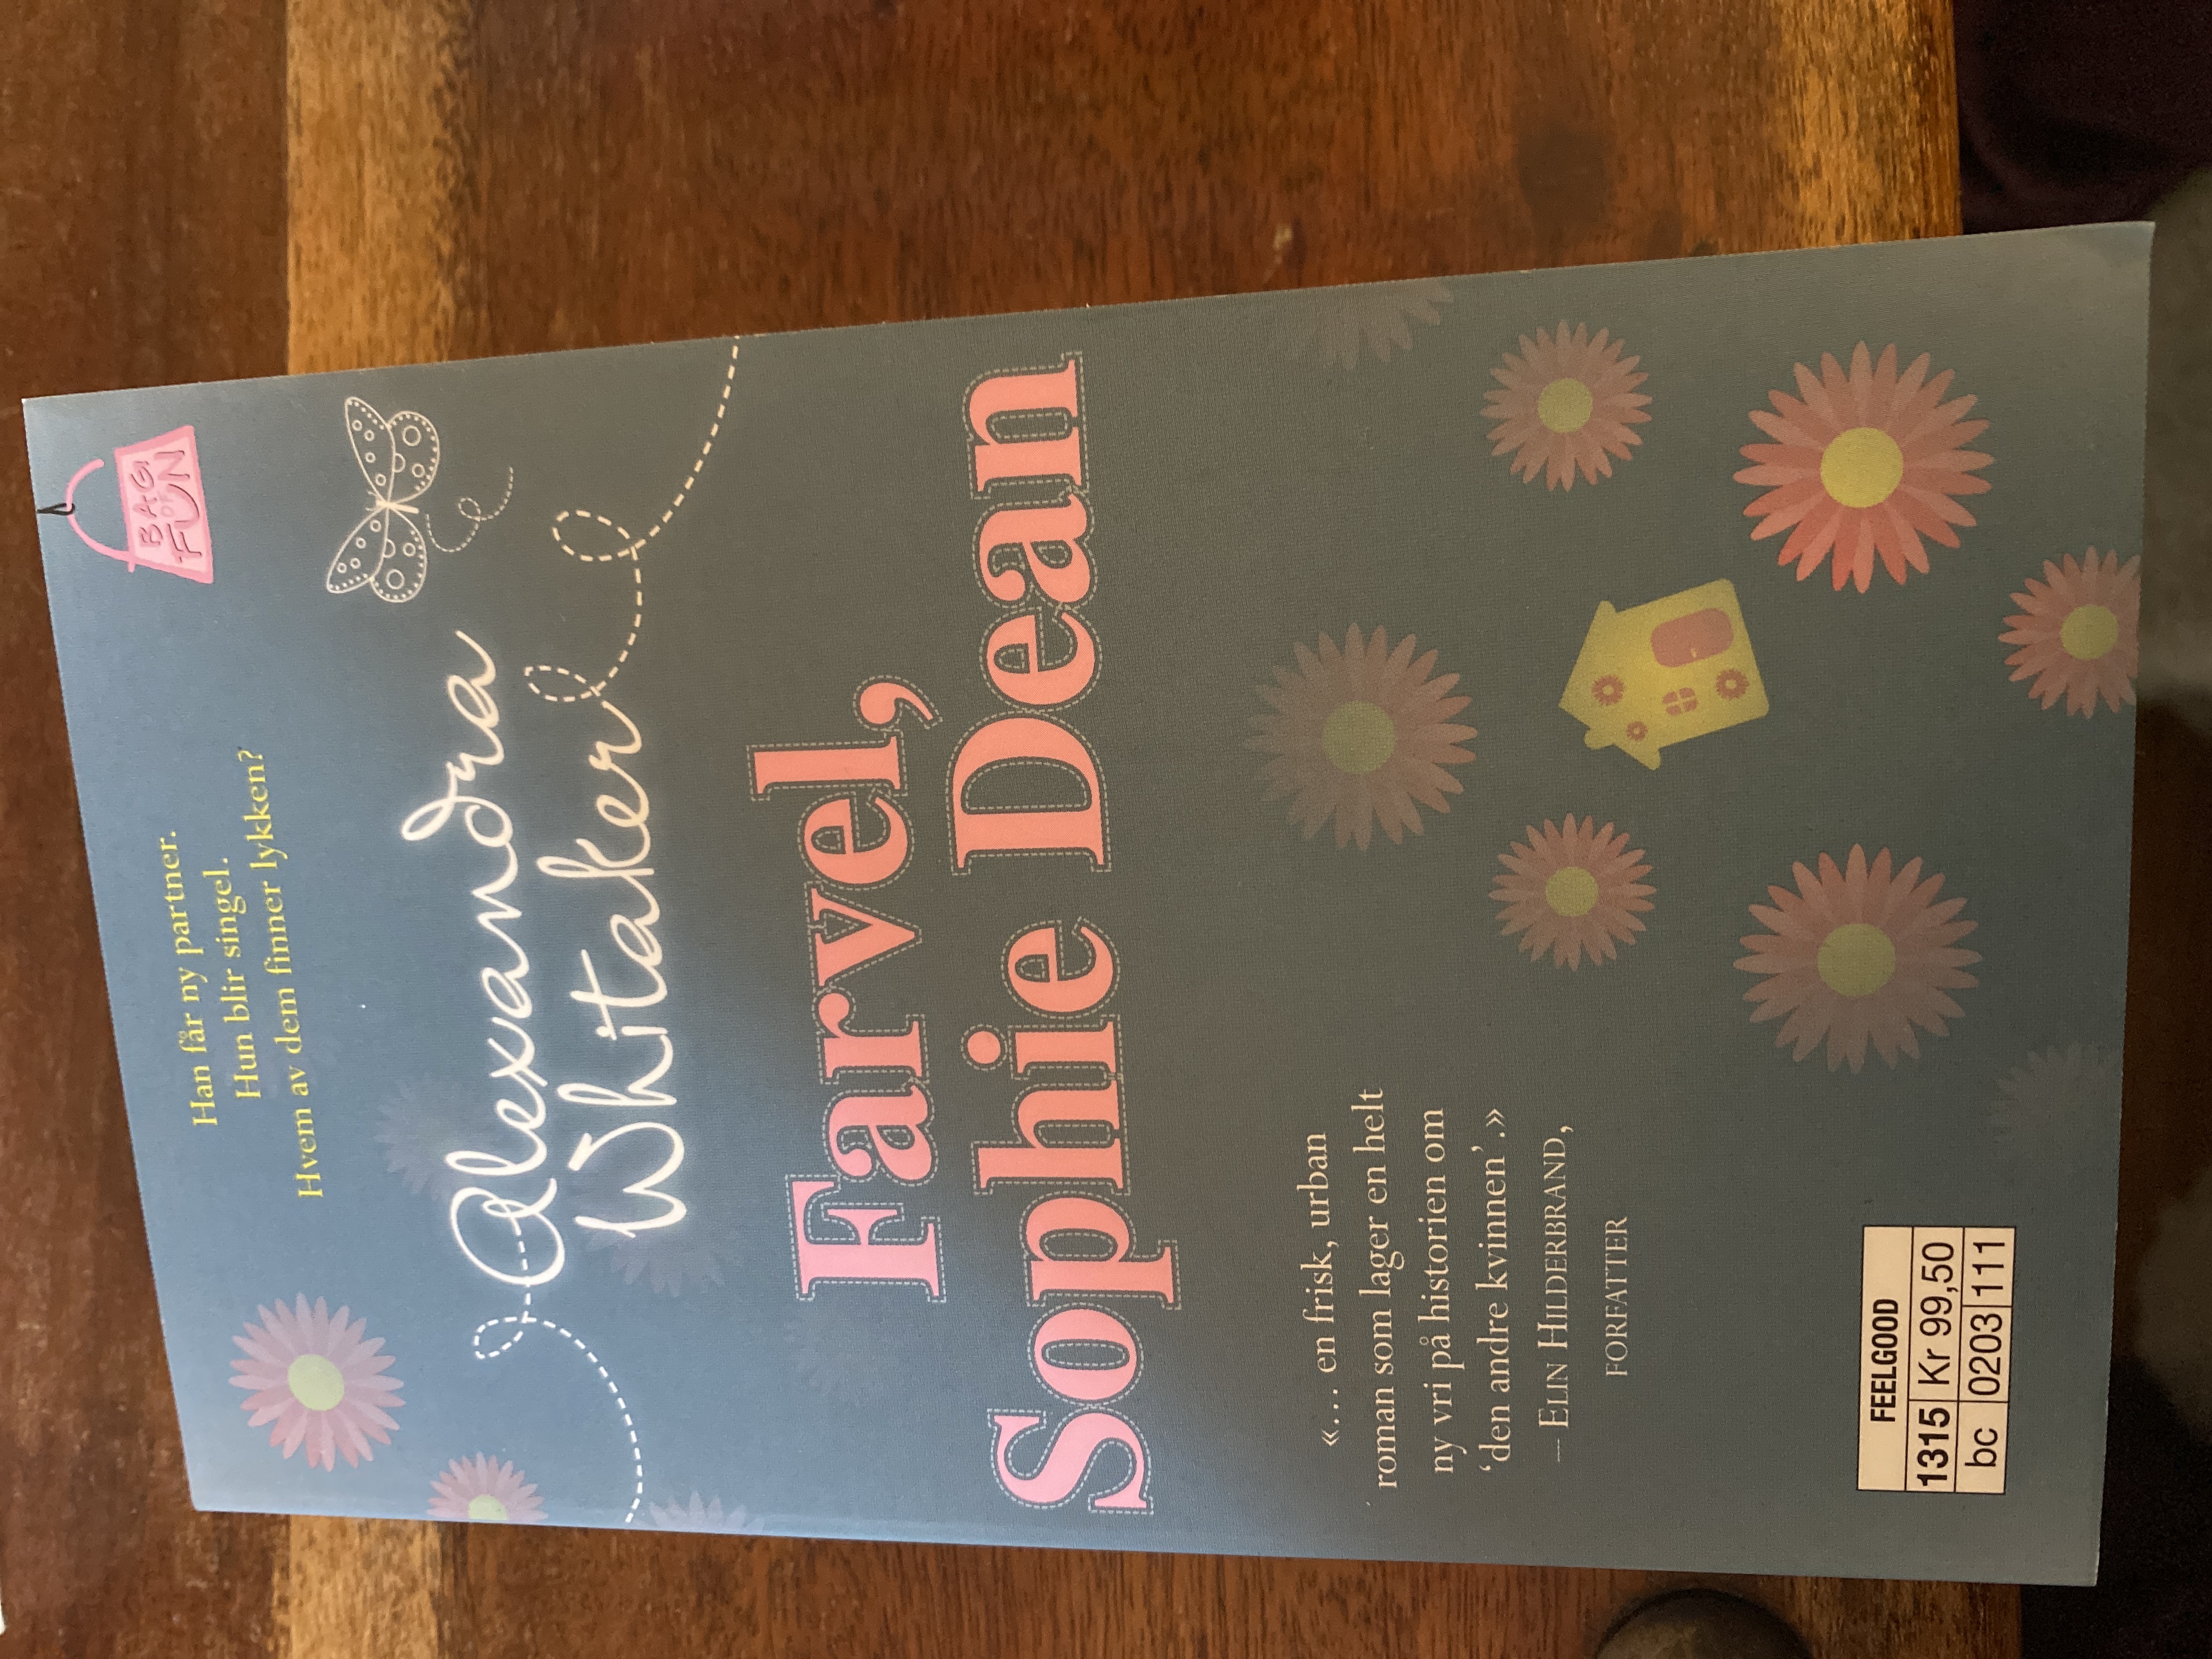 BAG
OF
FUN
Han får ny partner.
Hun blir singel.
Hvem av dem finner lykken?
Alexandra
Whitaker
Farvel,
Sophie Dean
«… en frisk, urban
roman som lager en helt
ny vri på historien om
‘den andre kvinnen’.»
– ELIN HILDERBRAND,
FORFATTER
FEELGOOD
1315 Kr 99,50
bc 0203 111